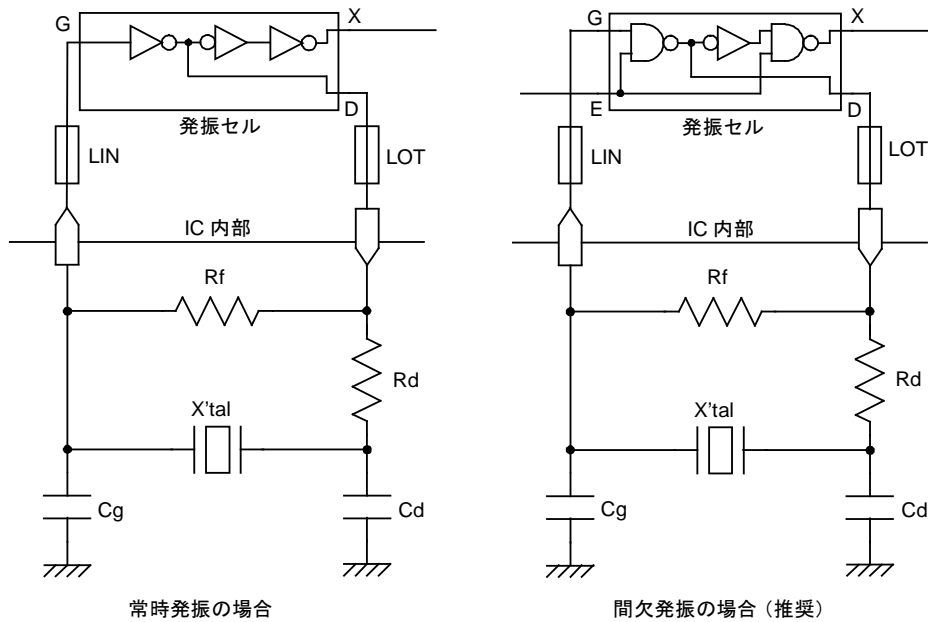 G
X
発振セル
D
LIN
LOT
IC 内部
Rf
Rd
X'tal
Cg
Cd
常時発振の場合
G
X
E
発振セル
D
LIN
LOT
IC 内部
Rf
Rd
X'tal
Cg
Cd
間欠発振の場合（推奨）